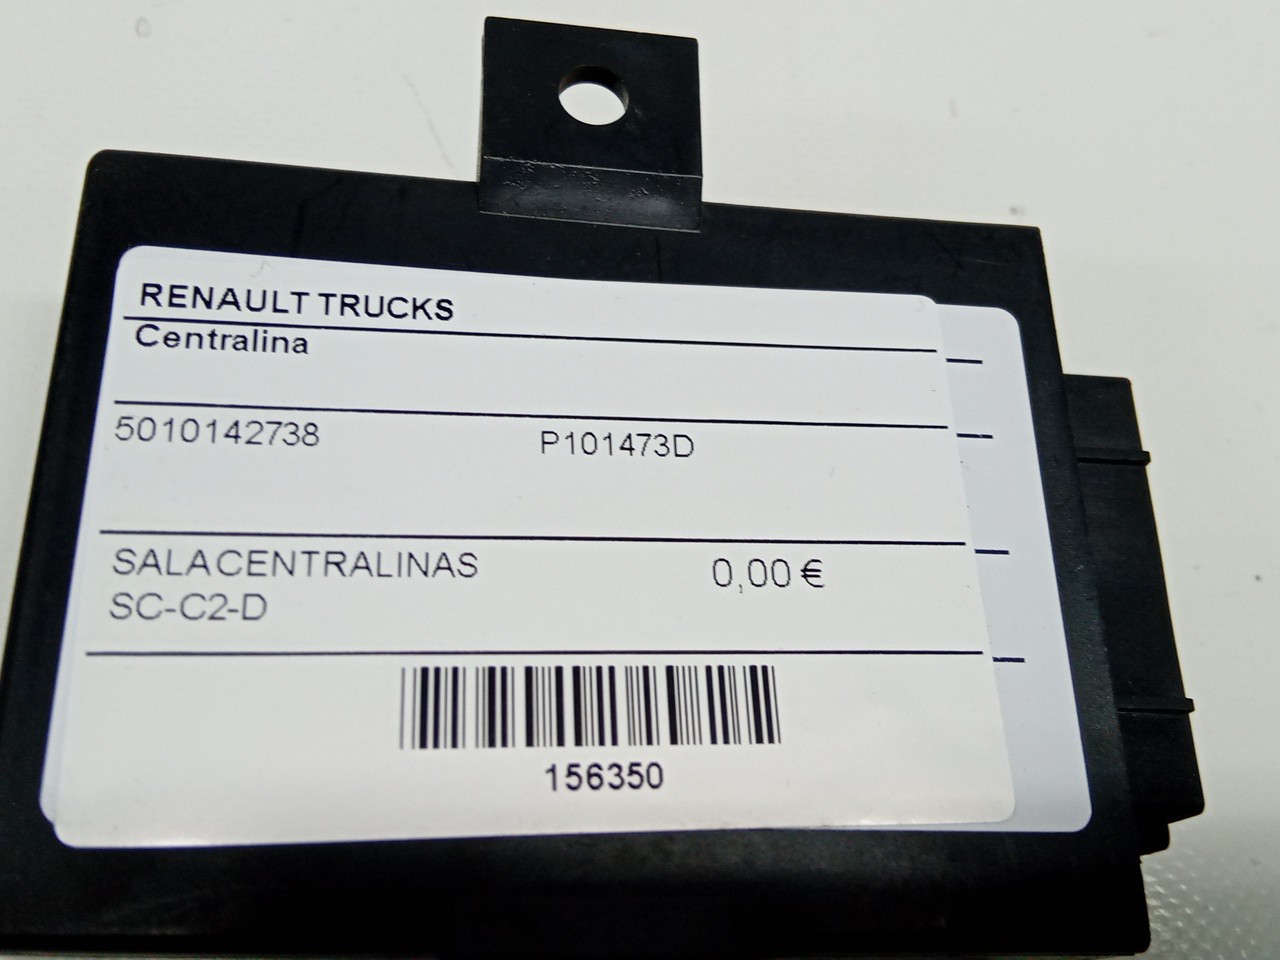 RENAULT TRUCKS
Centralina
5010142738 P101473D
SALACENTRALINAS 0,00 €
SC-C2-D
156350